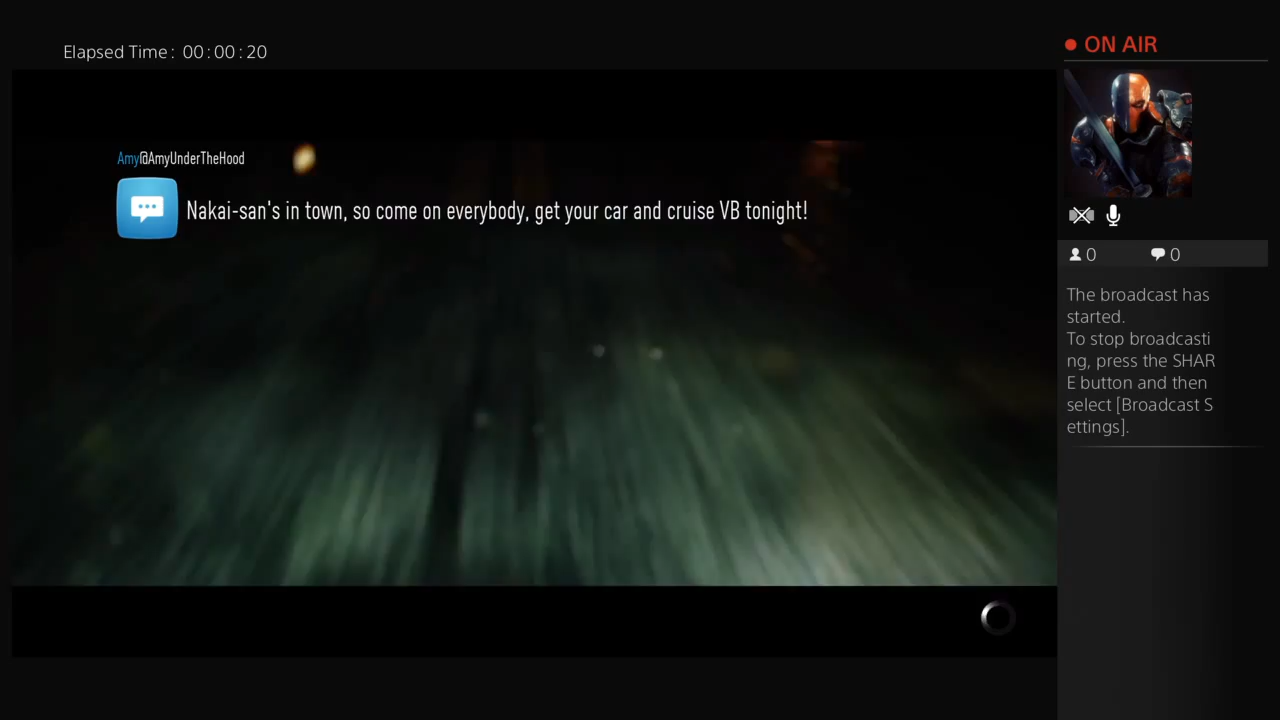 Elapsed Time: 00:00:20
ON AIR
Amy@AmyUnderTheHood
Nakai-san's in town, so come on everybody, get your car and cruise VB tonight!
0 0
The broadcast has
started.
To stop broadcasti
ng, press the SHAR
E button and then
select [Broadcast S
ettings].